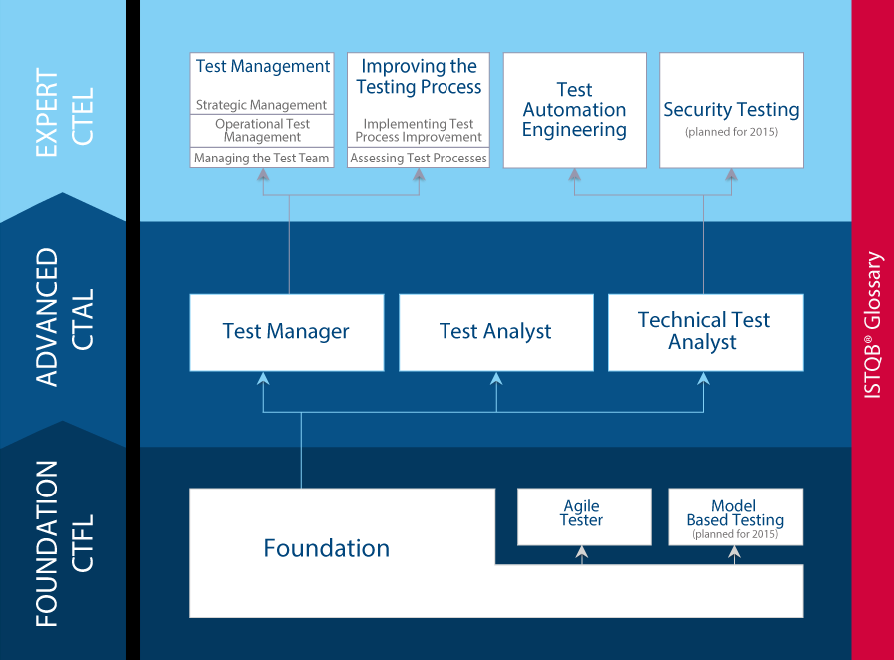 EXPERT
CTEL
Test Management
Strategic Management
Operational Test
Management
Managing the Test Team
Improving the
Testing Process
Implementing Test
Process Improvement
Assessing Test Processes
Test
Automation
Engineering
Security Testing
(planned for 2015)
ADVANCED
CTAL
Test Manager
Test Analyst
Technical Test
Analyst
FOUNDATION
CTFL
Foundation
Agile
Tester
Model
Based Testing
(planned for 2015)
ISTQB® Glossary